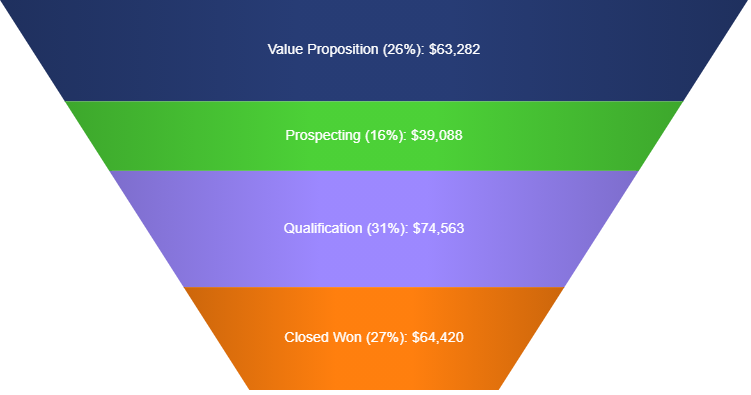 Value Proposition (26%): $63,282
Prospecting (16%): $39,088
Qualification (31%): $74,563
Closed Won (27%): $64,420